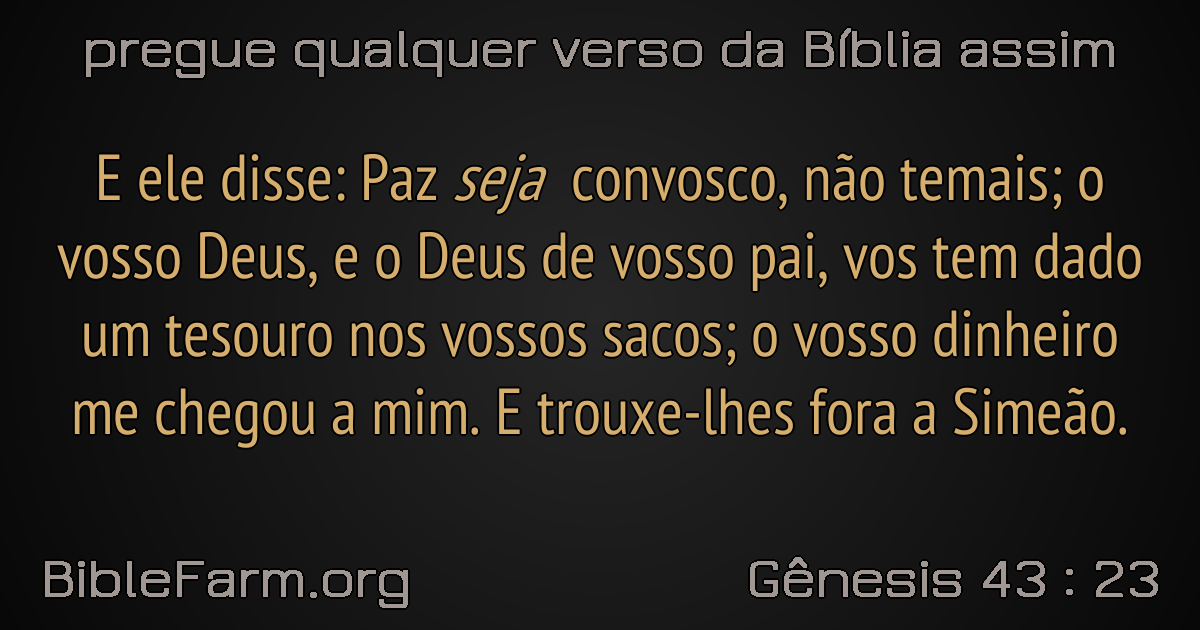 pregue qualquer verso da Bíblia assim
E ele disse: Paz seja convosco, não temais; o
vosso Deus, e o Deus de vosso pai, vos tem dado
um tesouro nos vossos sacos; o vosso dinheiro
me chegou a mim. E trouxe-lhes fora a Simeão.
BibleFarm.org
Gênesis 43 : 23